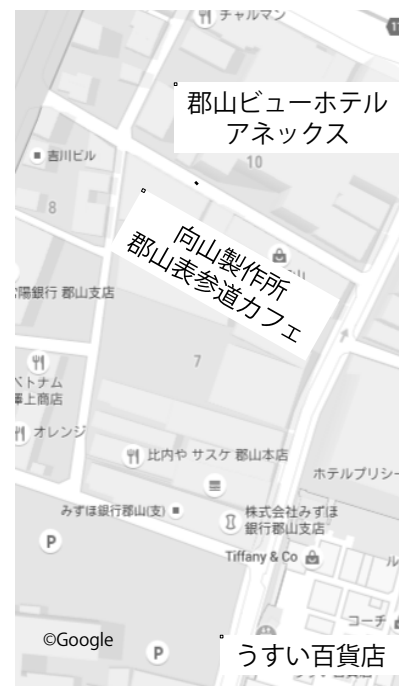 チャルマン
11
郡山ビューホテル
アネックス
10
吉川ビル
8
向山製作所
郡山表参道カフェ
陽銀行 郡山支店
7
ベトナム
上商店
オレンジ
比内や サスケ 郡山本店
ホテルプリシー
みずほ銀行郡山(支)
株式会社みずほ
銀行郡山支店
P
Tiffany & Co
ル
コーチ
©Google
P
うすい百貨店